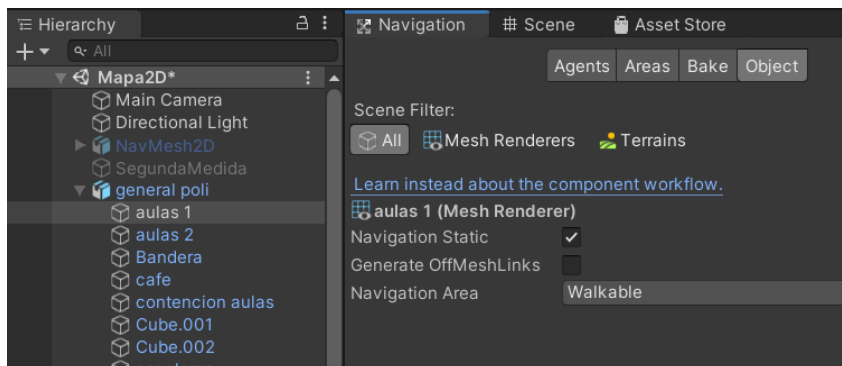 Hierarchy
All
Mapa2D*
Main Camera
Directional Light
NavMesh2D
SegundaMedida
general poli
aulas 1
aulas 2
Bandera
cafe
contencion aulas
Cube.001
Cube.002
Navigation
Scene
Asset Store
Agents Areas Bake Object
Scene Filter:
All Mesh Renderers Terrains
Learn instead about the component workflow.
aulas 1 (Mesh Renderer)
Navigation Static
Generate OffMeshLinks
Navigation Area Walkable